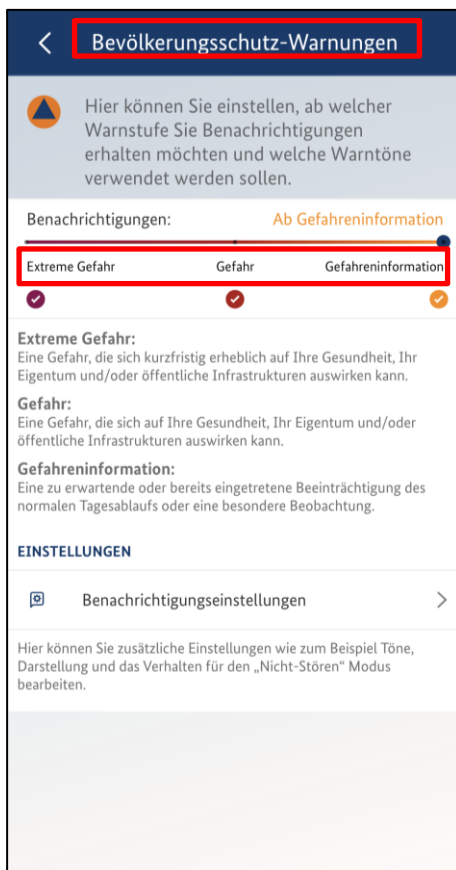 Bevölkerungsschutz-Warnungen
Hier können Sie einstellen, ab welcher
Warnstufe Sie Benachrichtigungen
erhalten möchten und welche Warntöne
verwendet werden sollen.
Benachrichtigungen: Ab Gefahreninformation
Extreme Gefahr Gefahr Gefahreninformation
Extreme Gefahr:
Eine Gefahr, die sich kurzfristig erheblich auf Ihre Gesundheit, Ihr
Eigentum und/oder öffentliche Infrastrukturen auswirken kann.
Gefahr:
Eine Gefahr, die sich auf Ihre Gesundheit, Ihr Eigentum und/oder
öffentliche Infrastrukturen auswirken kann.
Gefahreninformation:
Eine zu erwartende oder bereits eingetretene Beeinträchtigung des
normalen Tagesablaufs oder eine besondere Beobachtung.
EINSTELLUNGEN
Benachrichtigungseinstellungen
Hier können Sie zusätzliche Einstellungen wie zum Beispiel Töne,
Darstellung und das Verhalten für den „Nicht-Stören" Modus
bearbeiten.